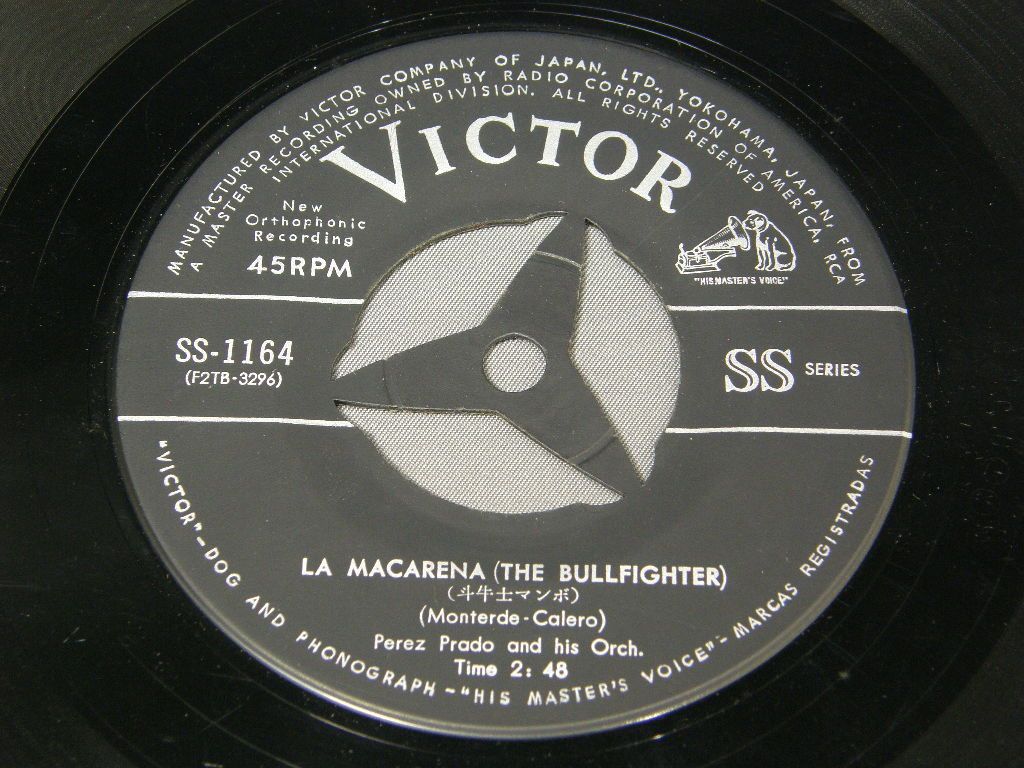 MANUFACTURED BY VICTOR COMPANY OF JAPAN, LTD., YOKOHAMA, JAPAN, FROM
A MASTER RECORDING OWNED BY RADIO CORPORATION OF AMERICA, RCA
INTERNATIONAL DIVISION. ALL RIGHTS RESERVED
VICTOR
New
Orthophonic
Recording
45RPM
"HIS MASTER'S VOICE"
SS-1164
(F2TB-3296)
SS SERIES
LA MACARENA (THE BULLFIGHTER)
(斗牛士マンボ)
(Monterde-Calero)
Perez Prado and his Orch.
Time 2: 48
"VICTOR"-DOG AND PHONOGRAPH-"HIS MASTER'S VOICE"-MARCAS REGISTRADAS